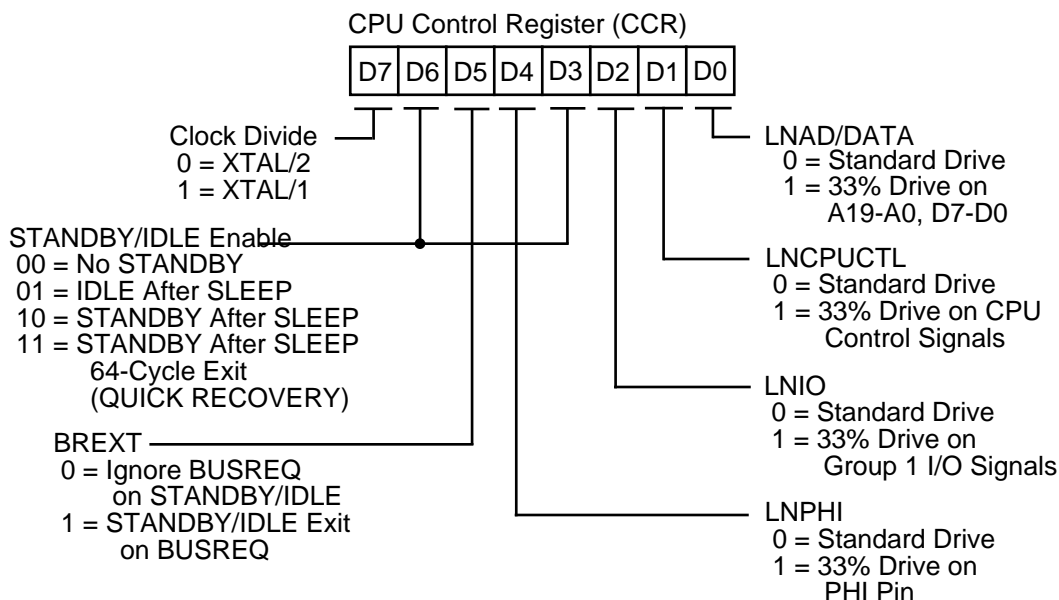 CPU Control Register (CCR)
D7 D6 D5 D4 D3 D2 D1 D0
Clock Divide
0 = XTAL/2
1 = XTAL/1
STANDBY/IDLE Enable
00 = No STANDBY
01 = IDLE After SLEEP
10 = STANDBY After SLEEP
11 = STANDBY After SLEEP
64-Cycle Exit
(QUICK RECOVERY)
BREXT
0 = Ignore BUSREQ
on STANDBY/IDLE
1 = STANDBY/IDLE Exit
on BUSREQ
LNAD/DATA
0 = Standard Drive
1 = 33% Drive on
A19-A0, D7-D0
LNCPUCTL
0 = Standard Drive
1 = 33% Drive on CPU
Control Signals
LNIO
0 = Standard Drive
1 = 33% Drive on
Group 1 I/O Signals
LNPHI
0 = Standard Drive
1 = 33% Drive on
PHI Pin